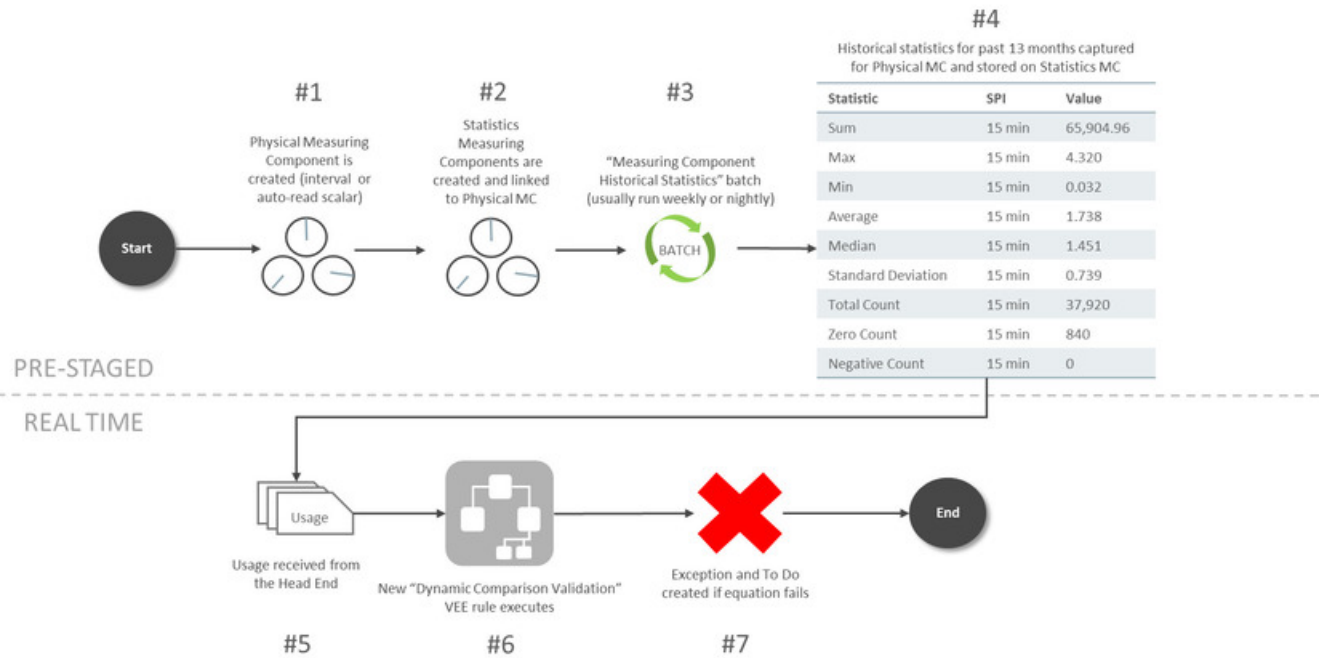 #4
Historical statistics for past 13 months captured
for Physical MC and stored on Statistics MC
#1
Physical Measuring
Component is
created (interval or
auto-read scalar)
#2
Statistics
Measuring
Components are
created and linked
to Physical MC
#3
“Measuring Component
Historical Statistics” batch
(usually run weekly or nightly)
Start
BATCH
Statistic SPI Value
Sum 15 min 65,904.96
Max 15 min 4.320
Min 15 min 0.032
Average 15 min 1.738
Median 15 min 1.451
Standard Deviation 15 min 0.739
Total Count 15 min 37,920
Zero Count 15 min 840
Negative Count 15 min 0
PRE-STAGED
REAL TIME
Usage
Usage received from
the Head End
#5
New “Dynamic Comparison Validation”
VEE rule executes
#6
Exception and To Do
created if equation fails
#7
End